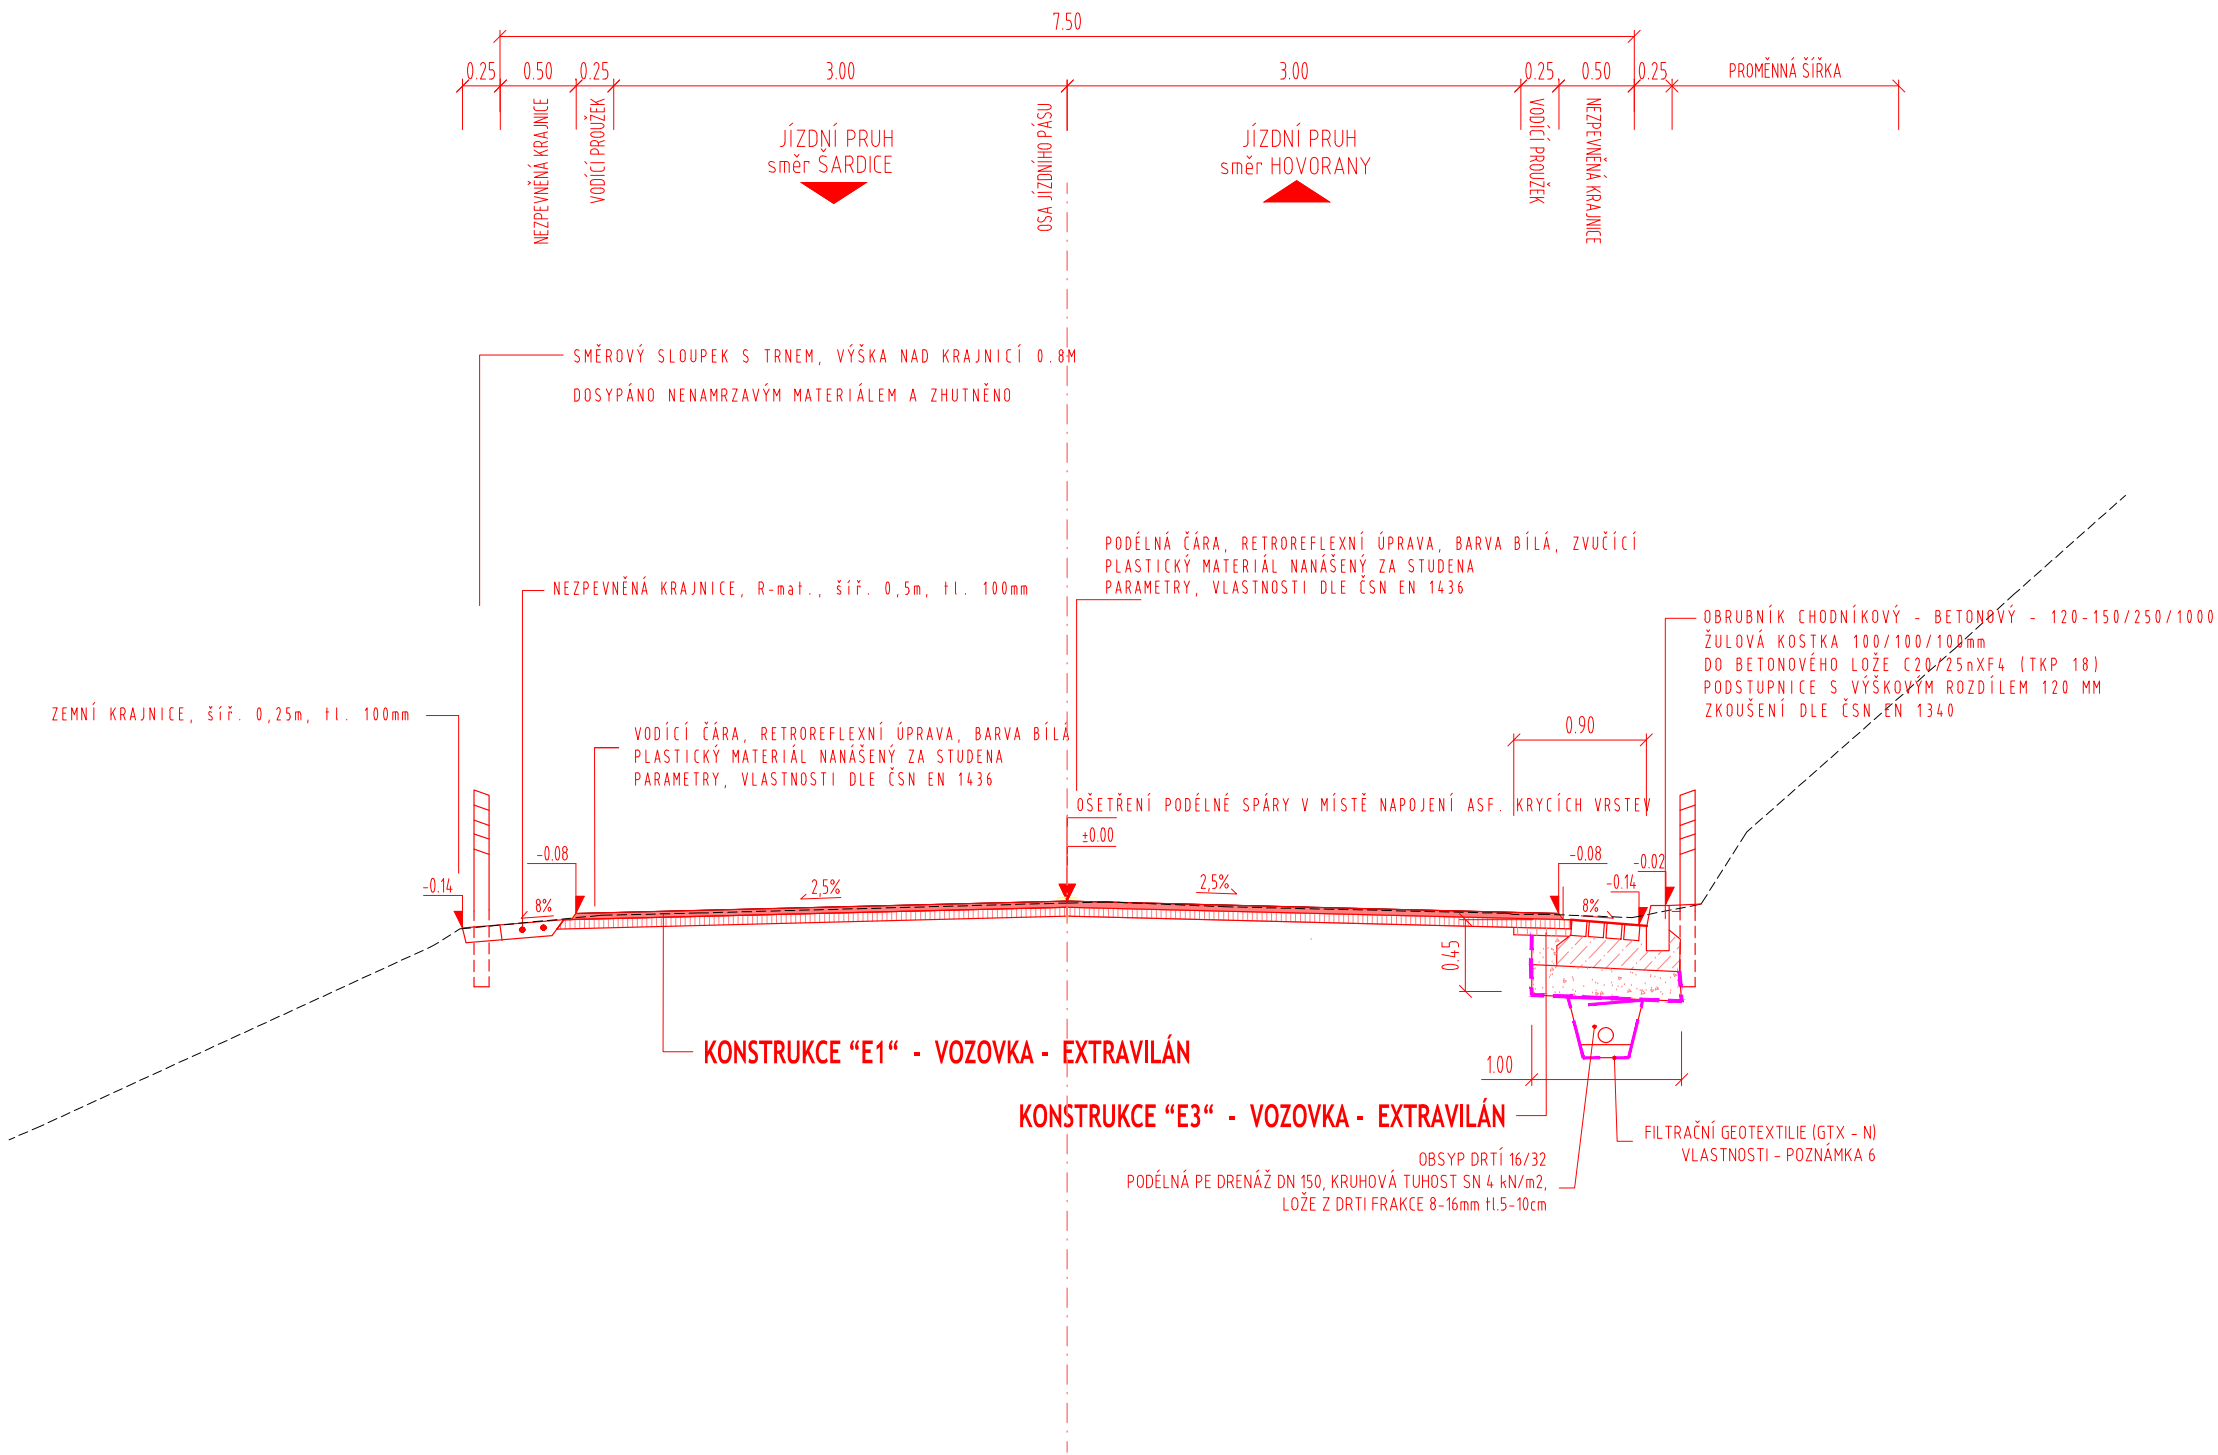 7.50
0.25 0.50 0.25 3.00 3.00 0.25 0.50 0.25 PROMĚNNÁ ŠÍŘKA
NEZPEVNĚNÁ KRAJNICE
VODÍCÍ PROUŽEK
JÍZDNÍ PRUH
směr ŠARDICE
OSA JÍZDNÍHO PÁSU
JÍZDNÍ PRUH
směr HOVORANY
VODÍCÍ PROUŽEK
NEZPEVNĚNÁ KRAJNICE
SMĚROVÝ SLOUPEK S TRNEM, VÝŠKA NAD KRAJNICÍ 0.8M
DOSYPÁNO NENAMRZAVÝM MATERIÁLEM A ZHUTNĚNO
PODÉLNÁ ČÁRA, RETROREFLEXNÍ ÚPRAVA, BARVA BÍLÁ, ZVUČÍCÍ
PLASTICKÝ MATERIÁL NANÁŠENÝ ZA STUDENA
PARAMETRY, VLASTNOSTI DLE ČSN EN 1436
NEZPEVNĚNÁ KRAJNICE, R-mat., šíř. 0,5m, tl. 100mm
OBRUBNÍK CHODNÍKOVÝ - BETONOVÝ - 120-150/250/1000
ŽULOVÁ KOSTKA 100/100/100mm
DO BETONOVÉHO LOŽE C20/25nXF4 (TKP 18)
PODSTUPNICE S VÝŠKOVÝM ROZDÍLEM 120 MM
ZKOUŠENÍ DLE ČSN EN 1340
ZEMNÍ KRAJNICE, šíř. 0,25m, tl. 100mm
VODÍCÍ ČÁRA, RETROREFLEXNÍ ÚPRAVA, BARVA BÍLÁ
PLASTICKÝ MATERIÁL NANÁŠENÝ ZA STUDENA
PARAMETRY, VLASTNOSTI DLE ČSN EN 1436
0.90
OŠETŘENÍ PODÉLNÉ SPÁRY V MÍSTĚ NAPOJENÍ ASF. KRYCÍCH VRSTEV
±0.00
-0.08
-0.08
-0.02
-0.14
2,5%
2,5%
-0.14
8%
8%
0.45
KONSTRUKCE “E1“ - VOZOVKA - EXTRAVILÁN
1.00
KONSTRUKCE “E3“ - VOZOVKA - EXTRAVILÁN
FILTRAČNÍ GEOTEXTILIE (GTX - N)
VLASTNOSTI - POZNÁMKA 6
OBSYP DRTÍ 16/32
PODÉLNÁ PE DRENÁŽ DN 150, KRUHOVÁ TUHOST SN 4 kN/m2,
LOŽE Z DRTI FRAKCE 8-16mm tl.5-10cm